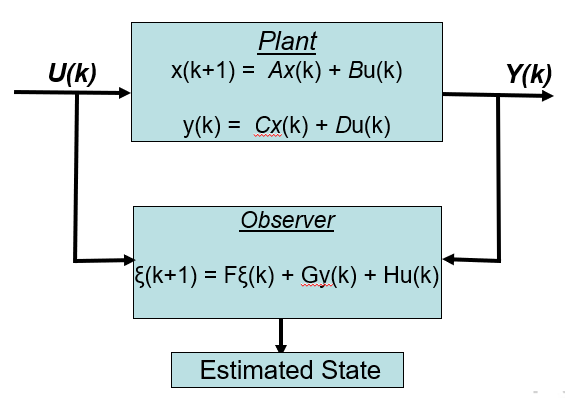 Plant
U(k)
x(k+1) = Ax(k) + Bu(k)
Y(k)
y(k) = Cx(k) + Du(k)
Observer
ξ(k+1) = Fξ(k) + Gy(k) + Hu(k)
Estimated State